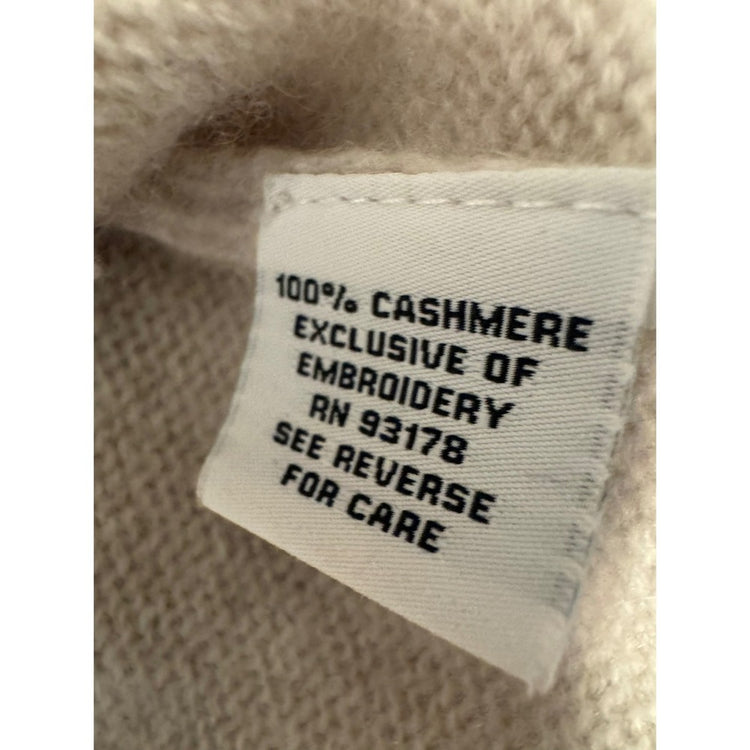 100% CASHMERE
EXCLUSIVE OF
EMBROIDERY
RN 93178
SEE REVERSE
FOR CARE